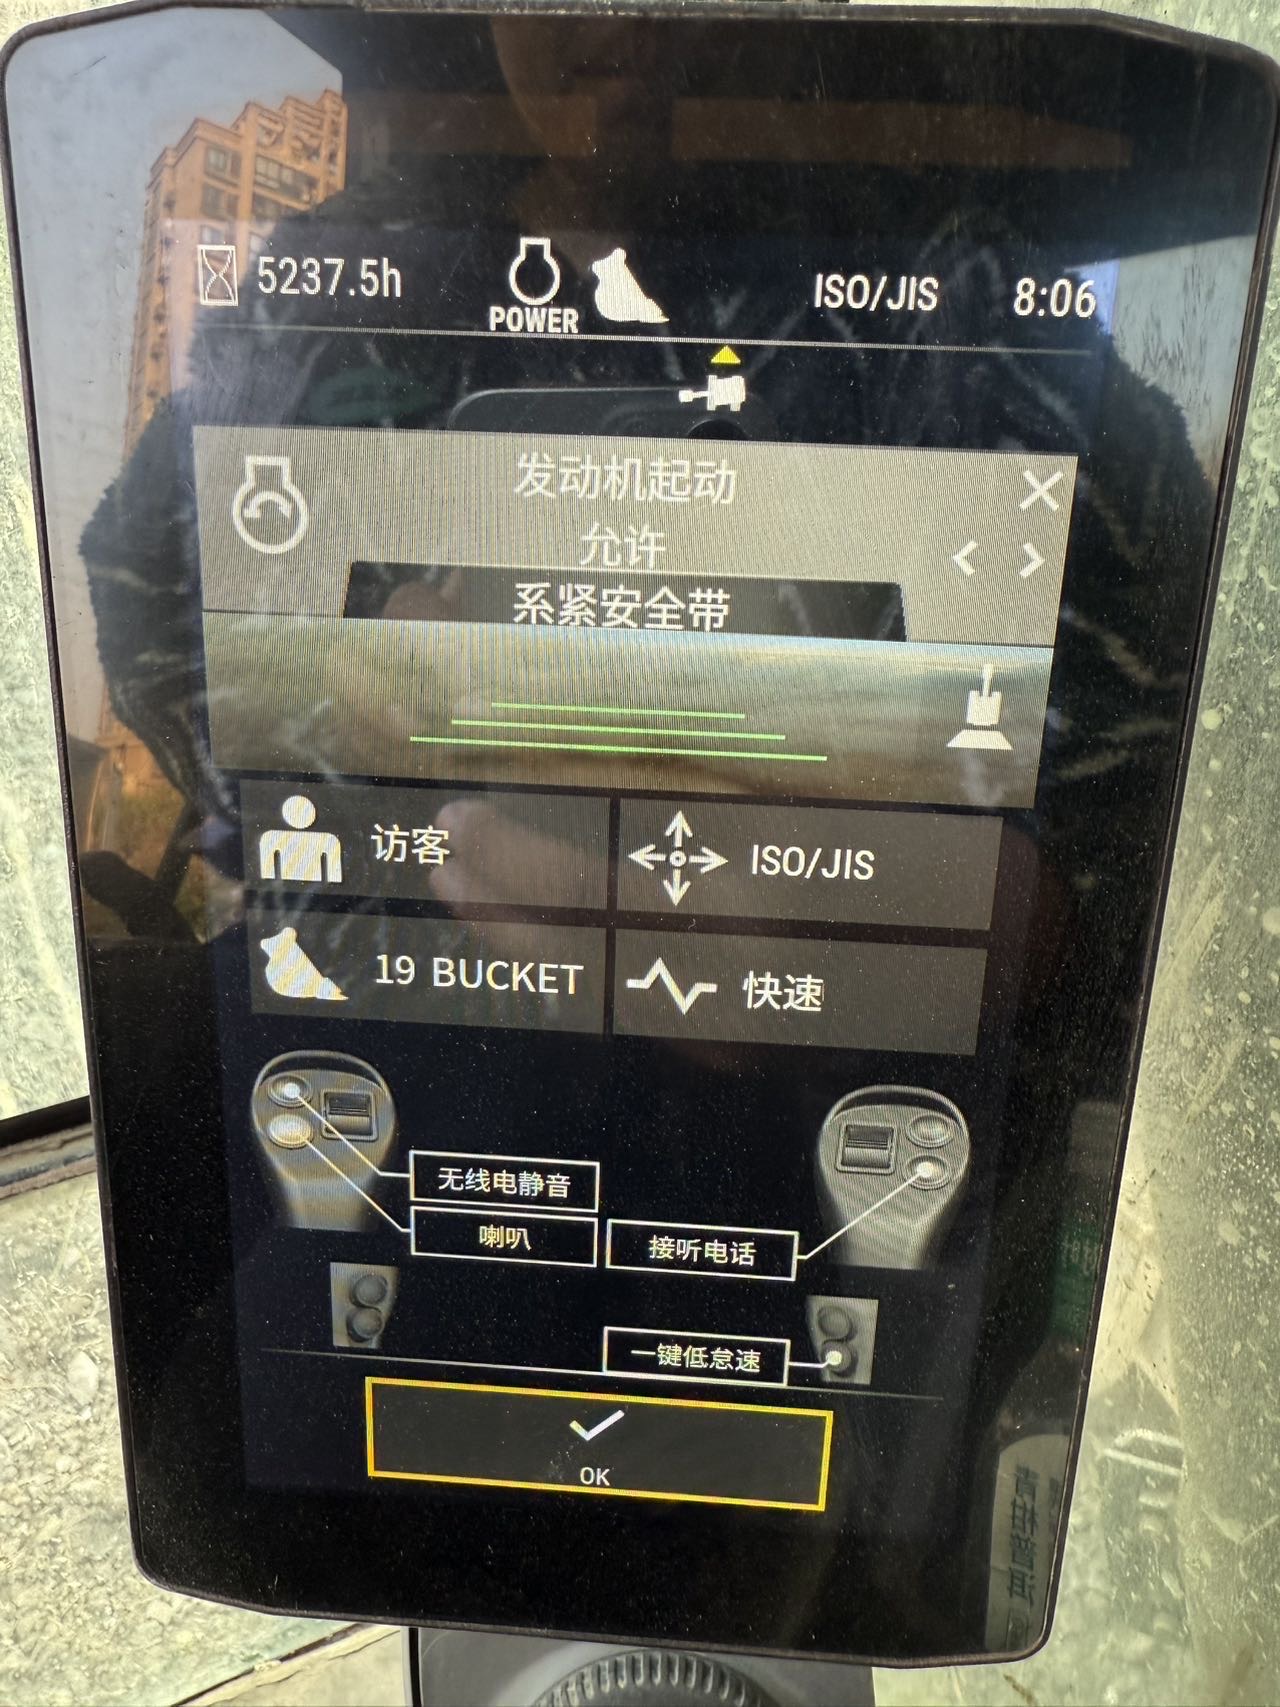 5237.5h
POWER
ISO/JIS
8:06
发动机起动
允许
系紧安全带
访客
ISO/JIS
19 BUCKET
快速
无线电静音
喇叭
接听电话
一键低怠速
OK